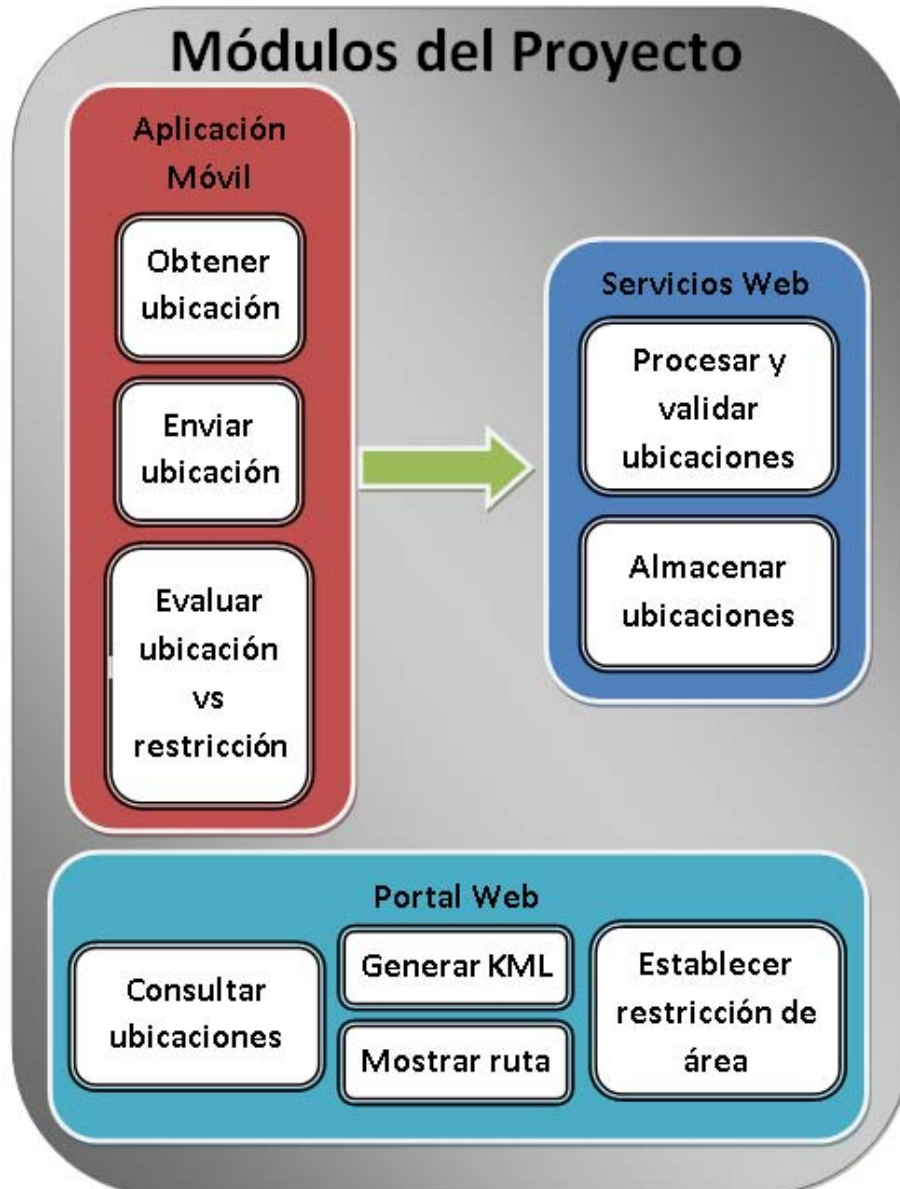 Módulos del Proyecto
Aplicación
Móvil
Obtener
ubicación
Enviar
ubicación
Evaluar
ubicación
vs
restricción
Servicios Web
Procesar y
validar
ubicaciones
Almacenar
ubicaciones
Portal Web
Consultar
ubicaciones
Generar KML
Mostrar ruta
Establecer
restricción de
área